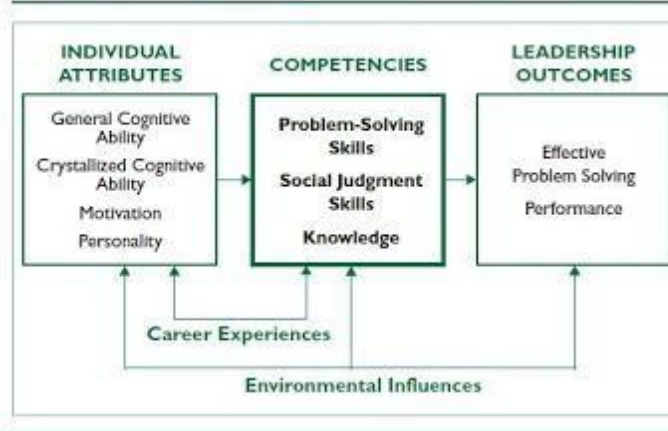 INDIVIDUAL
ATTRIBUTES
General Cognitive
Ability
Crystallized Cognitive
Ability
Motivation
Personality
COMPETENCIES
Problem-Solving
Skills
Social Judgment
Skills
Knowledge
LEADERSHIP
OUTCOMES
Effective
Problem Solving
Performance
Career Experiences
Environmental Influences